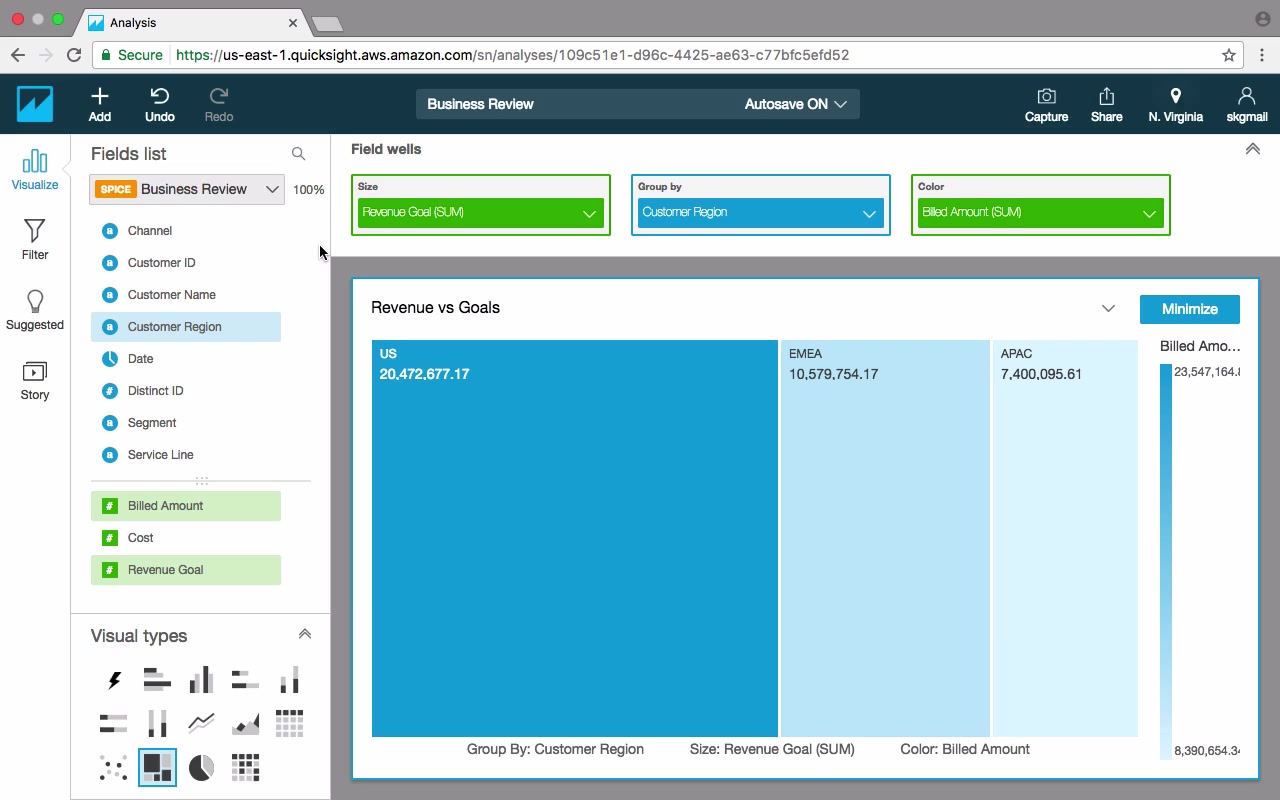 Analysis
Secure https://us-east-1.quicksight.aws.amazon.com/sn/analyses/109c51e1-d96c-4425-ae63-c77bfc5efd52
Add Undo Redo Business Review Autosave ON Capture Share N. Virginia skgmail
Visualize
Filter
Suggested
Story
Fields list
SPICE Business Review 100%
a Channel
a Customer ID
a Customer Name
a Customer Region
Date
# Distinct ID
a Segment
a Service Line
# Billed Amount
# Cost
# Revenue Goal
Visual types
Field wells
Size
Revenue Goal (SUM)
Group by
Customer Region
Color
Billed Amount (SUM)
Revenue vs Goals
Minimize
US
20,472,677.17
EMEA
10,579,754.17
APAC
7,400,095.61
Billed Amo...
23,547,164.
8,390,654.
Group By: Customer Region Size: Revenue Goal (SUM) Color: Billed Amount